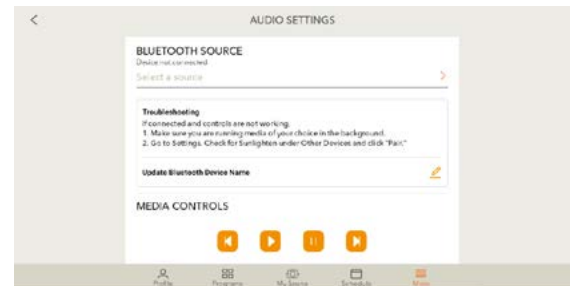 AUDIO SETTINGS
BLUETOOTH SOURCE
Device not connected
Select a source
Troubleshooting
If connected and controls are not working.
1. Make sure you are running media of your choice in the background.
2. Go to Settings. Check for Sunlighten under Other Devices and click "Pair."
Update Bluetooth Device Name
MEDIA CONTROLS
Profile Programs My Sauna Schedule Music